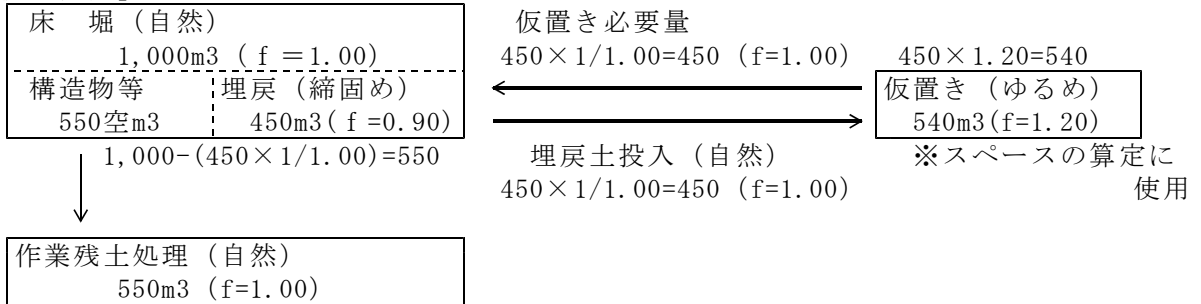 床　堀（自然）
1,000m3（ｆ＝1.00）
構造物等
550空m3
埋戻（締固め）
450m3(ｆ=0.90)
1,000-(450×1/1.00)=550
仮置き必要量
450×1/1.00=450 (f=1.00)
埋戻土投入（自然）
450×1/1.00=450 (f=1.00)
450×1.20=540
仮置き（ゆるめ）
540m3(f=1.20)
※スペースの算定に
使用
作業残土処理（自然）
550m3 (f=1.00)